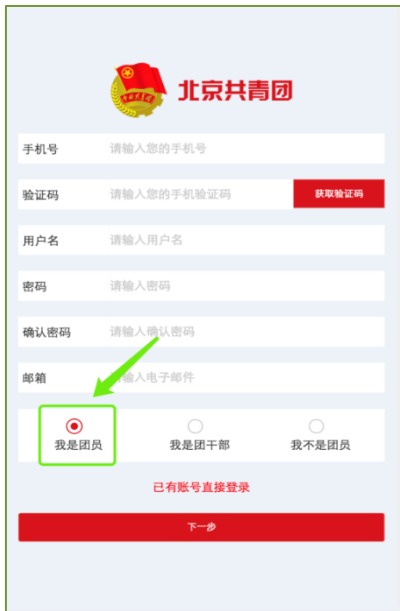 北京共青团
手机号 请输入您的手机号
验证码 请输入您的手机验证码 获取验证码
用户名 请输入用户名
密码 请输入密码
确认密码 请输入确认密码
邮箱 请输入电子邮件
我是团员 我是团干部 我不是团员
已有账号直接登录
下一步